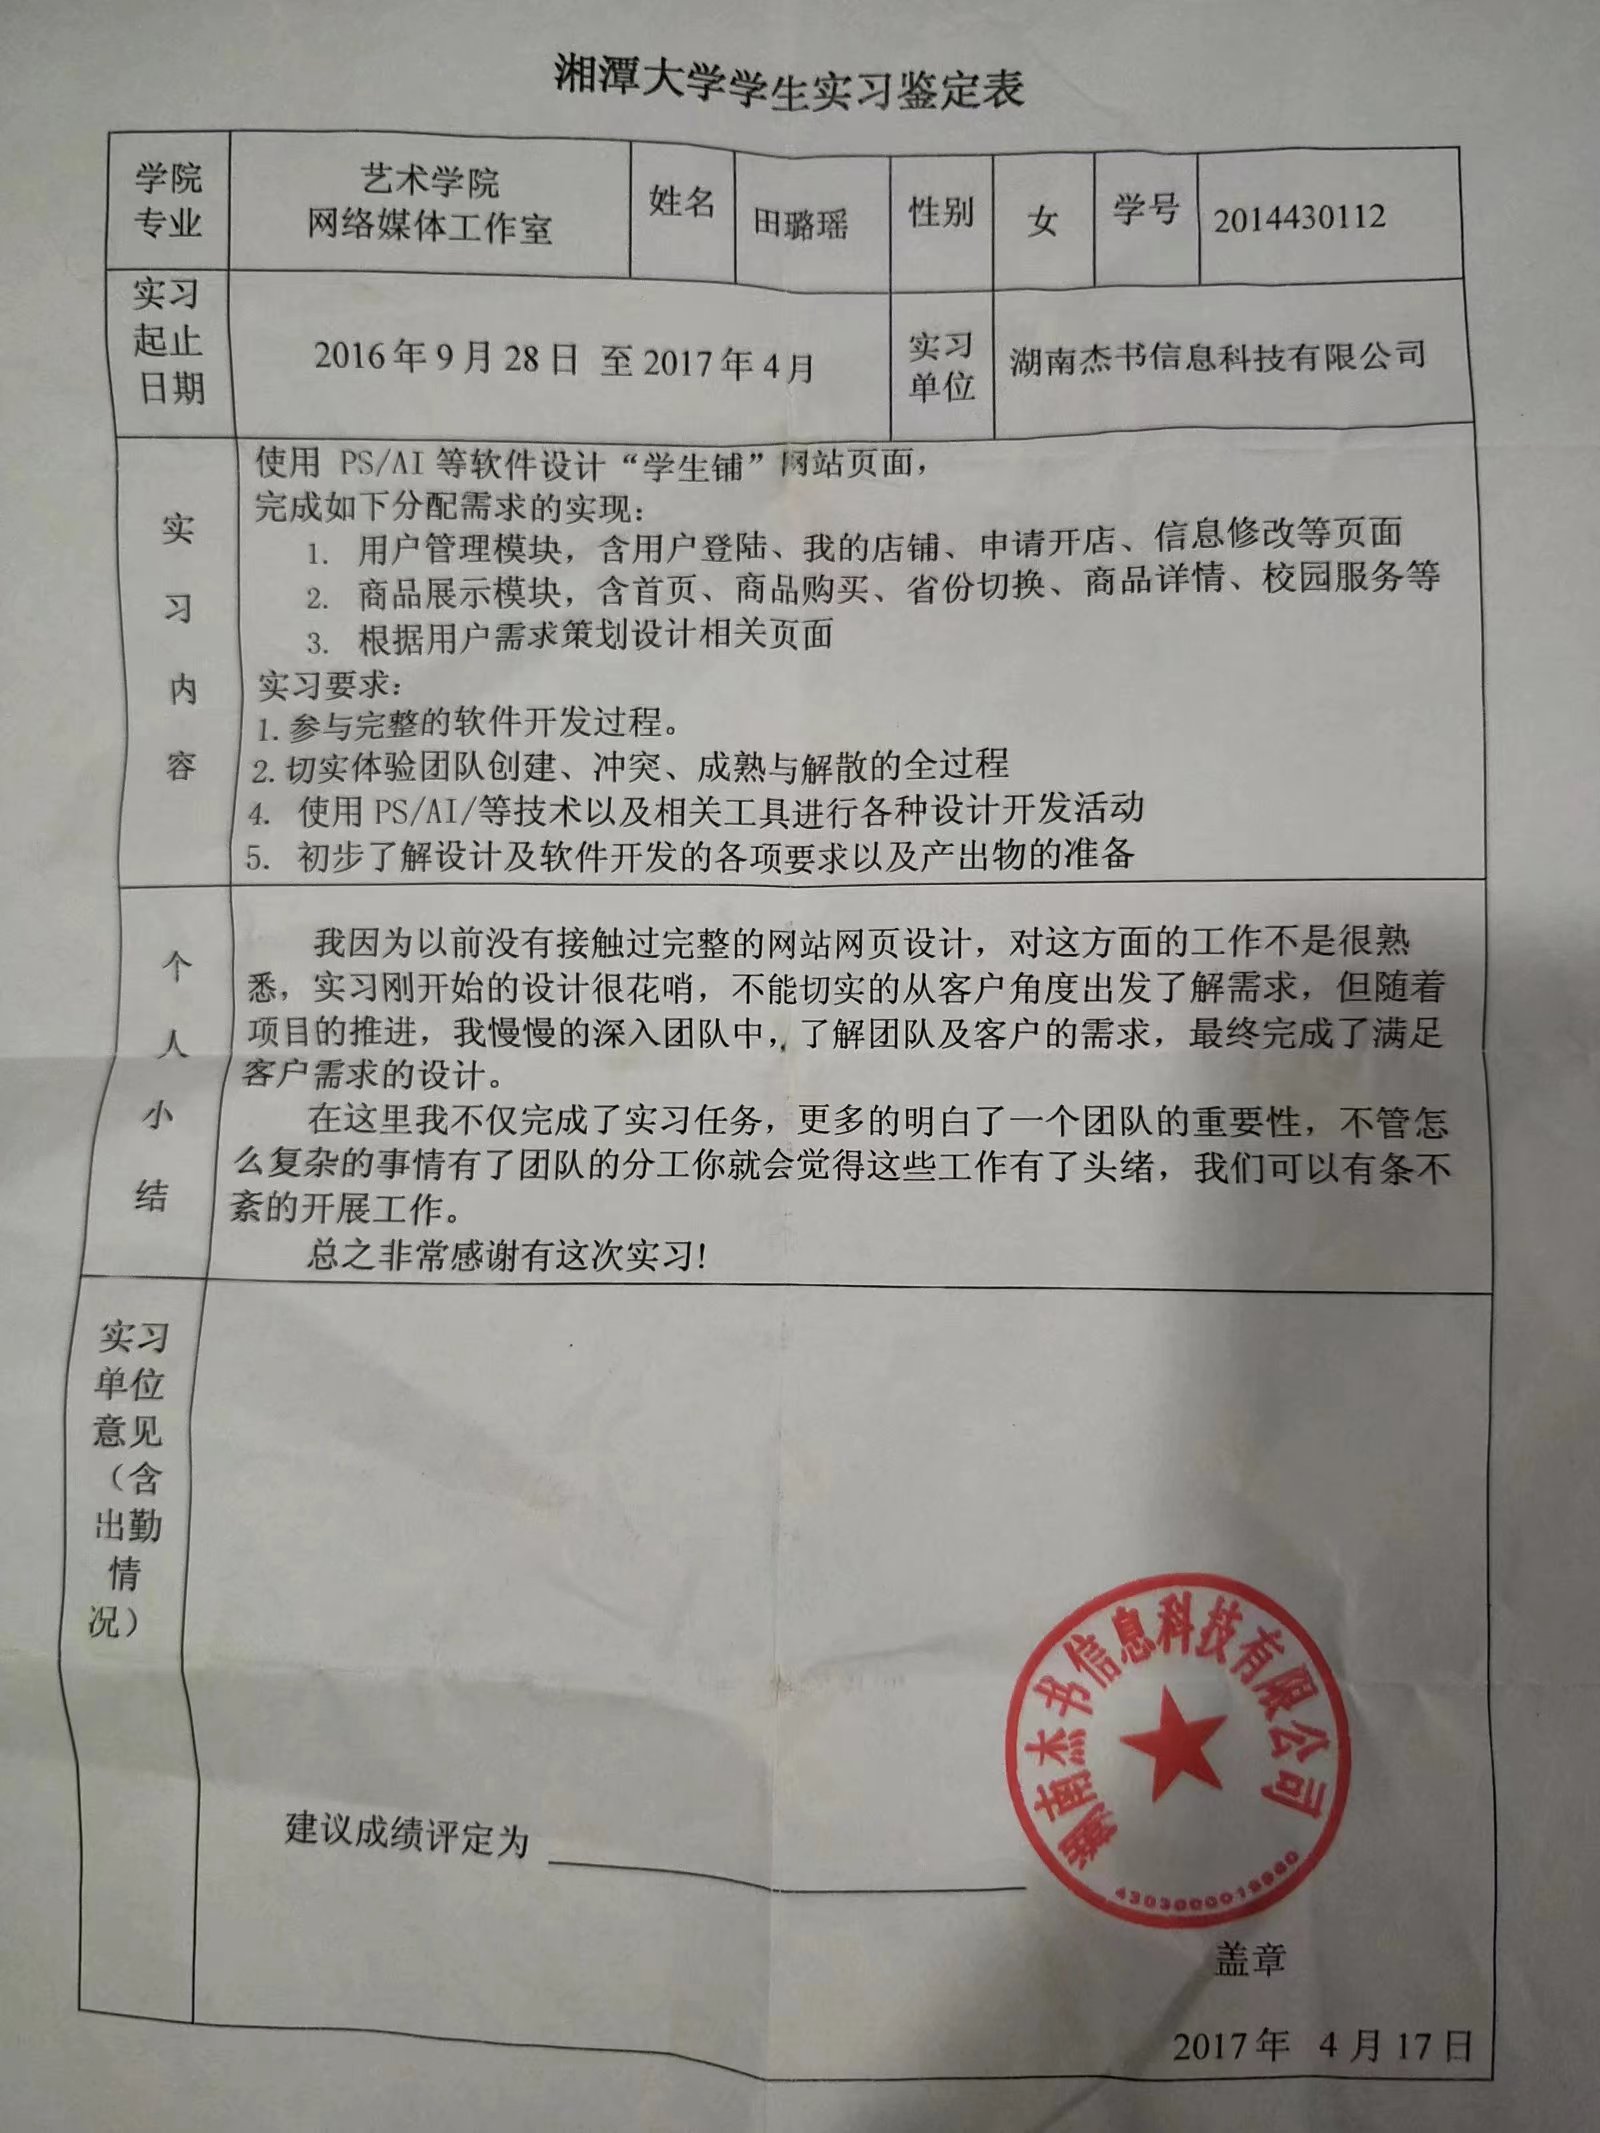 湘潭大学学生实习鉴定表
学院
专业
艺术学院
网络媒体工作室
姓名
田璐瑶
性别
女
学号
2014430112
实习
起止
日期
2016年9月28日 至2017年4月
实习
单位
湖南杰书信息科技有限公司
实习内容
使用 PS/AI 等软件设计“学生铺”网站页面，
完成如下分配需求的实现：
1. 用户管理模块，含用户登陆、我的店铺、申请开店、信息修改等页面
2. 商品展示模块，含首页、商品购买、省份切换、商品详情、校园服务等
3. 根据用户需求策划设计相关页面
实习要求：
1.参与完整的软件开发过程。
2.切实体验团队创建、冲突、成熟与解散的全过程
4. 使用PS/AI/等技术以及相关工具进行各种设计开发活动
5. 初步了解设计及软件开发的各项要求以及产出物的准备
个人小结
我因为以前没有接触过完整的网站网页设计，对这方面的工作不是很熟
悉，实习刚开始的设计很花哨，不能切实的从客户角度出发了解需求，但随着
项目的推进，我慢慢的深入团队中，了解团队及客户的需求，最终完成了满足
客户需求的设计。
在这里我不仅完成了实习任务，更多的明白了一个团队的重要性，不管怎
么复杂的事情有了团队的分工你就会觉得这些工作有了头绪，我们可以有条不
紊的开展工作。
总之非常感谢有这次实习！
实习
单位
意见
（含
出勤
情
况）
建议成绩评定为
湖南杰书信息科技有限公司
盖章
2017年 4月17日